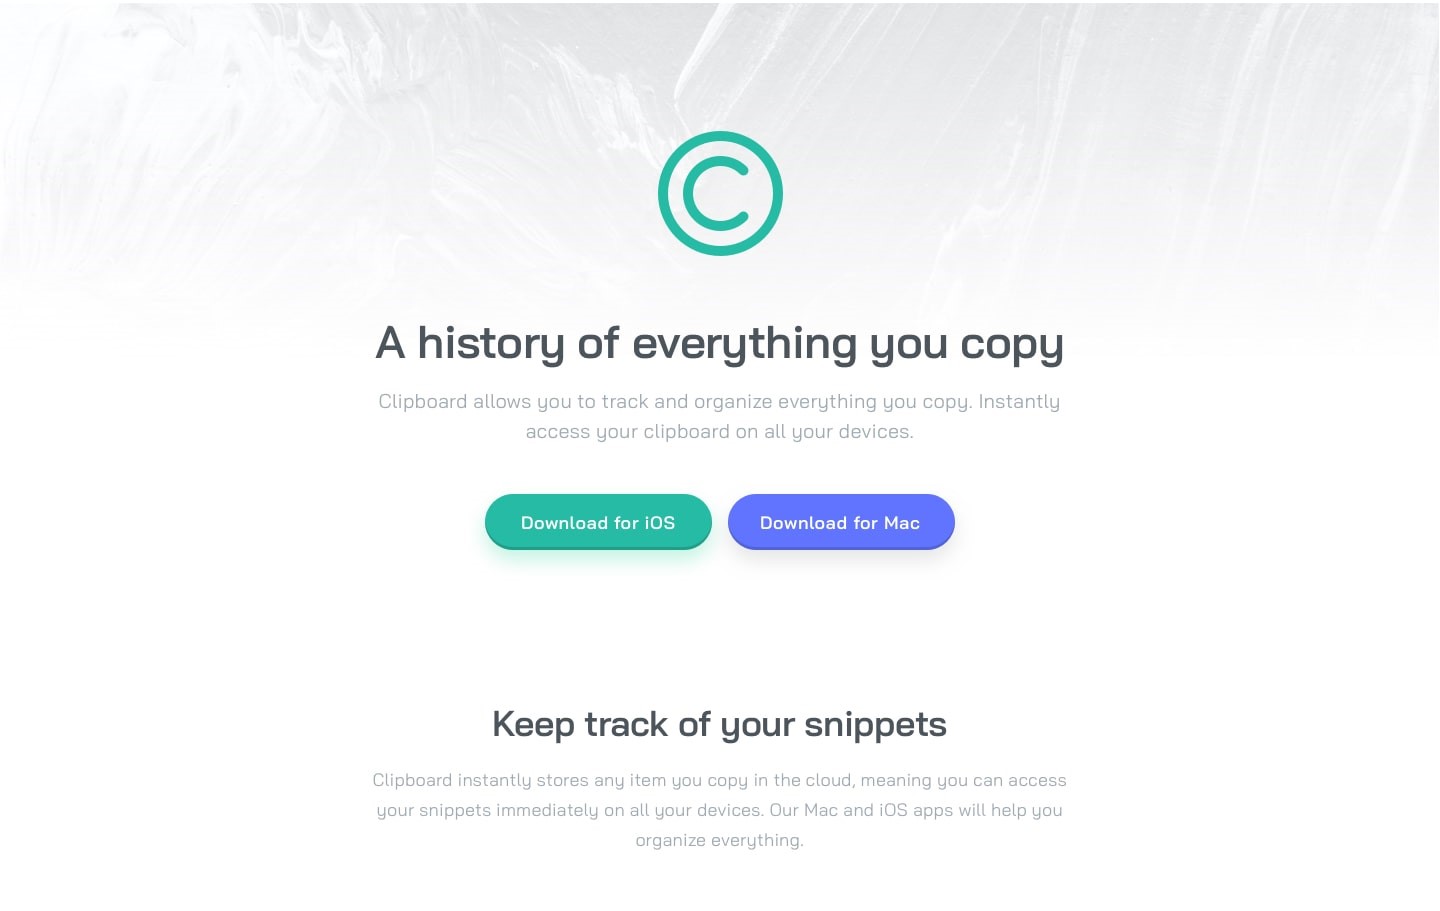 A history of everything you copy
Clipboard allows you to track and organize everything you copy. Instantly
access your clipboard on all your devices.
Download for iOS
Download for Mac
Keep track of your snippets
Clipboard instantly stores any item you copy in the cloud, meaning you can access
your snippets immediately on all your devices. Our Mac and iOS apps will help you
organize everything.